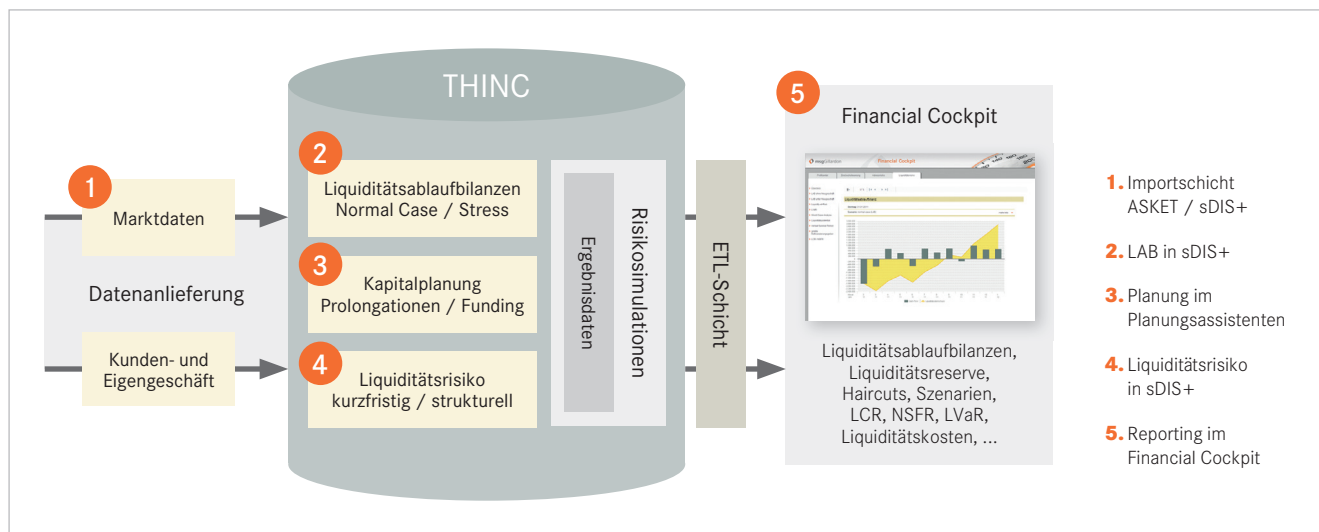 THINC
1
Marktdaten
Datenanlieferung
Kunden- und
Eigengeschäft
2
Liquiditätsablaufbilanzen
Normal Case / Stress
3
Kapitalplanung
Prolongationen / Funding
4
Liquiditätsrisiko
kurzfristig / strukturell
Ergebnisdaten
Risikosimulationen
ETL-Schicht
5
Financial Cockpit
Financial Cockpit
Liquiditätsablaufbilanzen,
Liquiditätsreserve,
Haircuts, Szenarien,
LCR, NSFR, LVaR,
Liquiditätskosten, ...
1. Importschicht
ASKET / sDIS+
2. LAB in sDIS+
3. Planung im
Planungsassistenten
4. Liquiditätsrisiko
in sDIS+
5. Reporting im
Financial Cockpit